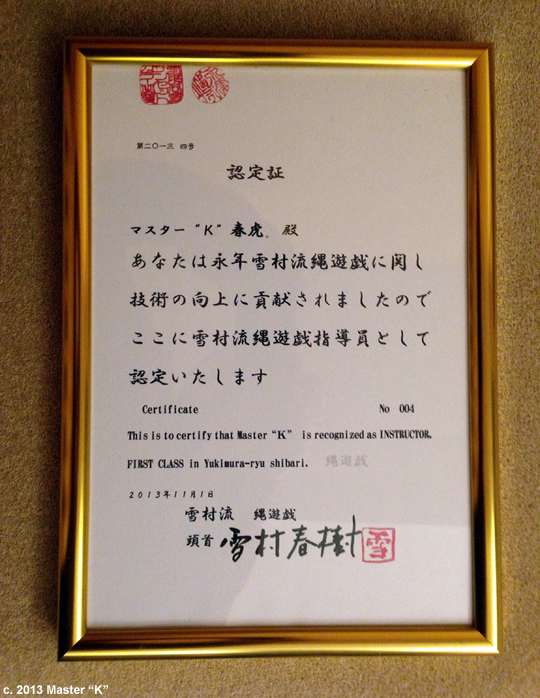 第二〇一三 四号
認定証
マスター“K”春虎。殿
あなたは永年雪村流縄遊戯に関し
技術の向上に貢献されましたので
ここに雪村流縄遊戯指導員として
認定いたします
Certificate No 004
This is to certify that Master “K” is recognized as INSTRUCTOR,
FIRST CLASS in Yukimura-ryu shibari. 縄遊戯
2013年11月1日
雪村流 縄遊戯
頭首 雪村春樹 雪
c. 2013 Master “K”